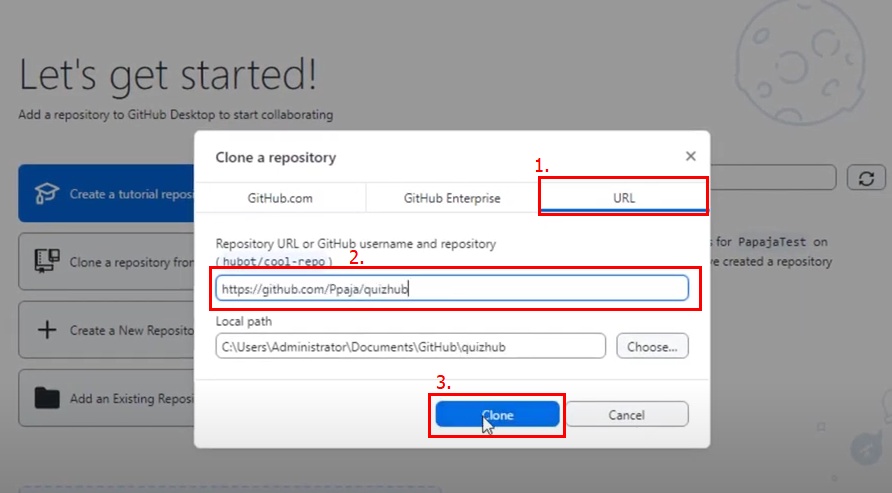 Let's get started!
Add a repository to GitHub Desktop to start collaborating
Create a tutorial reposi
Clone a repository from
Create a New Reposito
Add an Existing Reposi
s for PapajaTest on
ve created a repository
Clone a repository
1.
GitHub.com
GitHub Enterprise
URL
Repository URL or GitHub username and repository
(hubot/cool-repo)
2.
https://github.com/Ppaja/quizhub
Local path
C:\Users\Administrator\Documents\GitHub\quizhub
Choose...
3.
Clone
Cancel